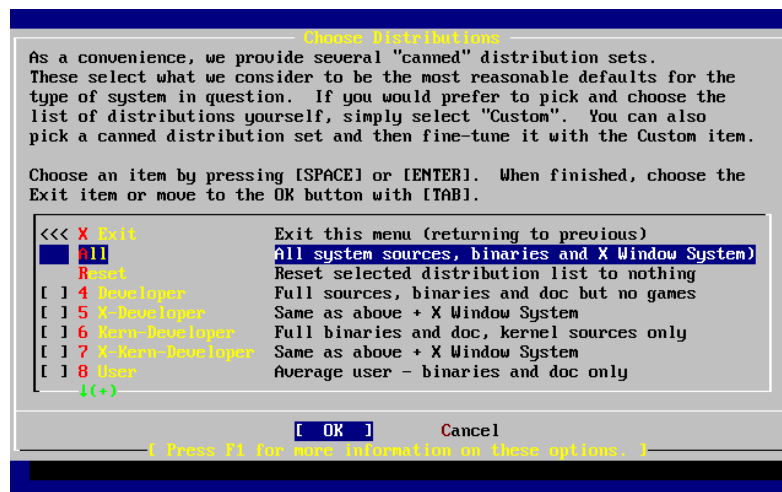 Choose Distributions
As a convenience, we provide several "canned" distribution sets.
These select what we consider to be the most reasonable defaults for the
type of system in question.  If you would prefer to pick and choose the
list of distributions yourself, simply select "Custom".  You can also
pick a canned distribution set and then fine-tune it with the Custom item.
Choose an item by pressing [SPACE] or [ENTER].  When finished, choose the
Exit item or move to the OK button with [TAB].
<<< X Exit Exit this menu (returning to previous)
All All system sources, binaries and X Window System)
Reset Reset selected distribution list to nothing
[ ] 4 Developer Full sources, binaries and doc but no games
[ ] 5 X-Developer Same as above + X Window System
[ ] 6 Kern-Developer Full binaries and doc, kernel sources only
[ ] 7 X-Kern-Developer Same as above + X Window System
[ ] 8 User Average user - binaries and doc only
↓(+)
[ OK ] Cancel
[ Press F1 for more information on these options. ]